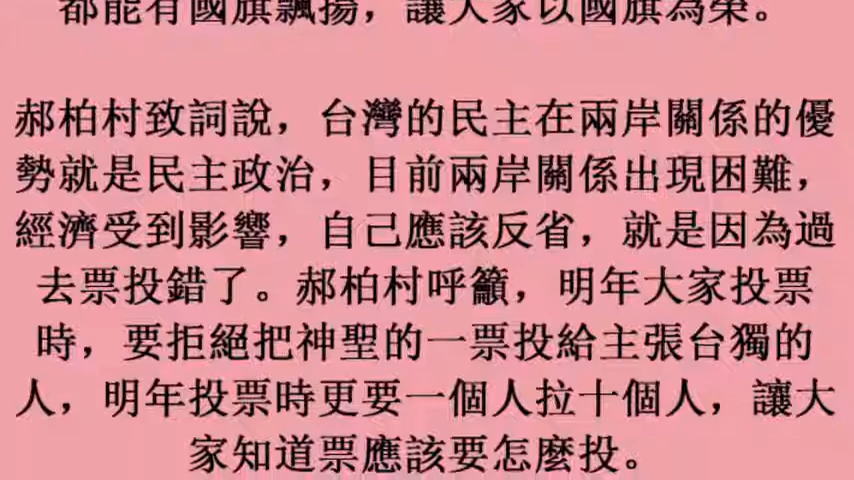 都能有國旗飄揚，讓大家以國旗為榮。
郝柏村致詞說，台灣的民主在兩岸關係的優
勢就是民主政治，目前兩岸關係出現困難，
經濟受到影響，自己應該反省，就是因為過
去票投錯了。郝柏村呼籲，明年大家投票
時，要拒絕把神聖的一票投給主張台獨的
人，明年投票時更要一個人拉十個人，讓大
家知道票應該要怎麼投。